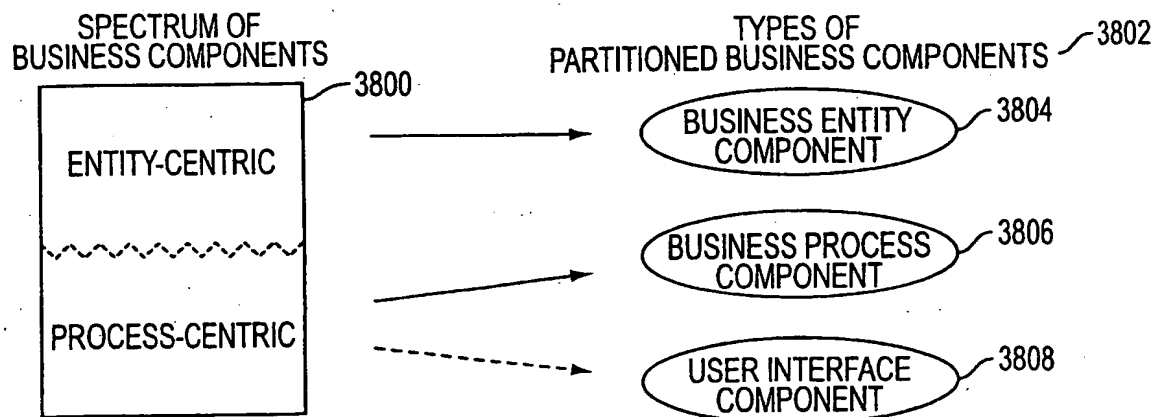 SPECTRUM OF
BUSINESS COMPONENTS
3800
ENTITY-CENTRIC
PROCESS-CENTRIC
TYPES OF
PARTITIONED BUSINESS COMPONENTS
3802
BUSINESS ENTITY
COMPONENT
3804
BUSINESS PROCESS
COMPONENT
3806
USER INTERFACE
COMPONENT
3808